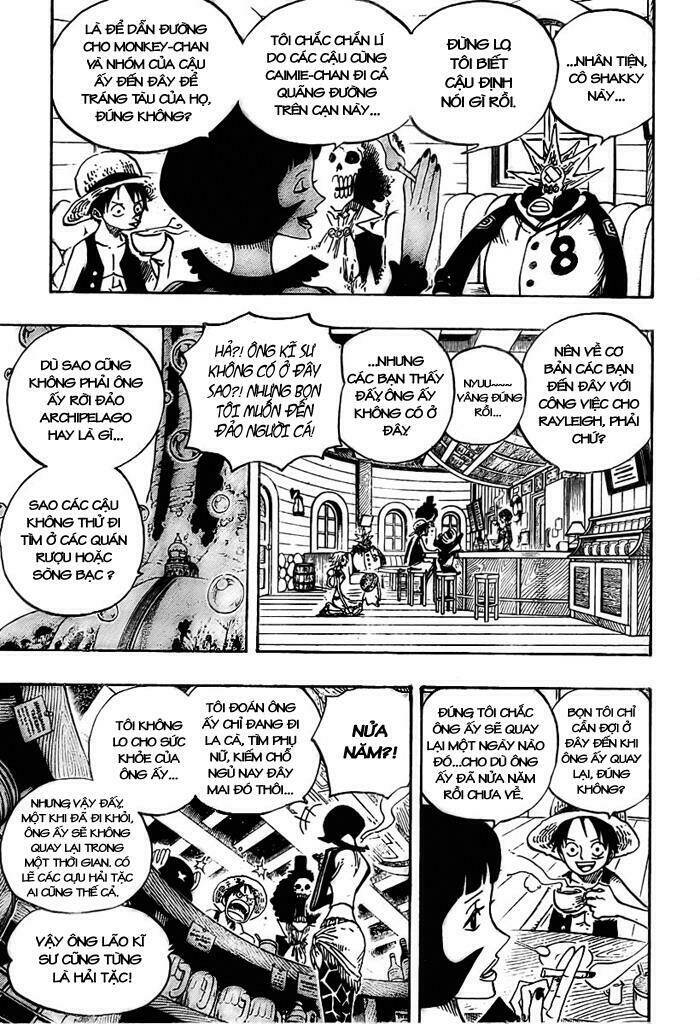 ...NHÂN TIỆN,
CÔ SHAKKY
NÀY...
ĐỪNG LO,
TÔI BIẾT
CẬU ĐỊNH
NÓI GÌ RỒI.
TÔI CHẮC CHẮN LÍ
DO CÁC CẬU CÙNG
CAIMIE-CHAN ĐI CẢ
QUÃNG ĐƯỜNG
TRÊN CẠN NÀY...
LÀ ĐỂ DẪN ĐƯỜNG
CHO MONKEY-CHAN
VÀ NHÓM CỦA CẬU
ẤY ĐẾN ĐÂY ĐỂ
TRÁNG TÀU CỦA HỌ,
ĐÚNG KHÔNG?
8
NÊN VỀ CƠ
BẢN CÁC BẠN
ĐẾN ĐÂY VỚI
CÔNG VIỆC CHO
RAYLEIGH, PHẢI
CHỨ?
NYUU~~~
VÂNG ĐÚNG
RỒI...
...NHƯNG
CÁC BẠN THẤY
ĐẤY ÔNG ẤY
KHÔNG CÓ Ở
ĐÂY.
HẢ?! ÔNG KĨ SƯ
KHÔNG CÓ Ở ĐÂY
SAO?! NHƯNG BỌN
TÔI MUỐN ĐẾN
ĐẢO NGƯỜI CÁ!
DÙ SAO CŨNG
KHÔNG PHẢI ÔNG
ẤY RỜI ĐẢO
ARCHIPELAGO
HAY LÀ GÌ...
SAO CÁC CẬU
KHÔNG THỬ ĐI
TÌM Ở CÁC QUÁN
RƯỢU HOẶC
SÒNG BẠC ?
BỌN TÔI CHỈ
CẦN ĐỢI Ở
ĐÂY ĐẾN KHI
ÔNG ẤY QUAY
LẠI, ĐÚNG
KHÔNG?
ĐÚNG TÔI CHẮC
ÔNG ẤY SẼ QUAY
LẠI MỘT NGÀY NÀO
ĐÓ...CHO DÙ ÔNG
ẤY ĐÃ NỬA NĂM
RỒI CHƯA VỀ.
NỬA
NĂM?!
TÔI ĐOÁN ÔNG
ẤY CHỈ ĐANG ĐI
LA CÀ, TÌM PHỤ
NỮ, KIẾM CHỖ
NGỦ NAY ĐÂY
MAI ĐÓ THÔI...
TÔI KHÔNG
LO CHO SỨC
KHỎE CỦA
ÔNG ẤY...
NHƯNG VẬY ĐẤY.
MỘT KHI ĐÃ ĐI KHỎI,
ÔNG ẤY SẼ KHÔNG
QUAY LẠI TRONG
MỘT THỜI GIAN. CÓ
LẼ CÁC CỰU HẢI TẶC
AI CŨNG THẾ CẢ.
VẬY ÔNG LÃO KĨ
SƯ CŨNG TỪNG
LÀ HẢI TẶC!